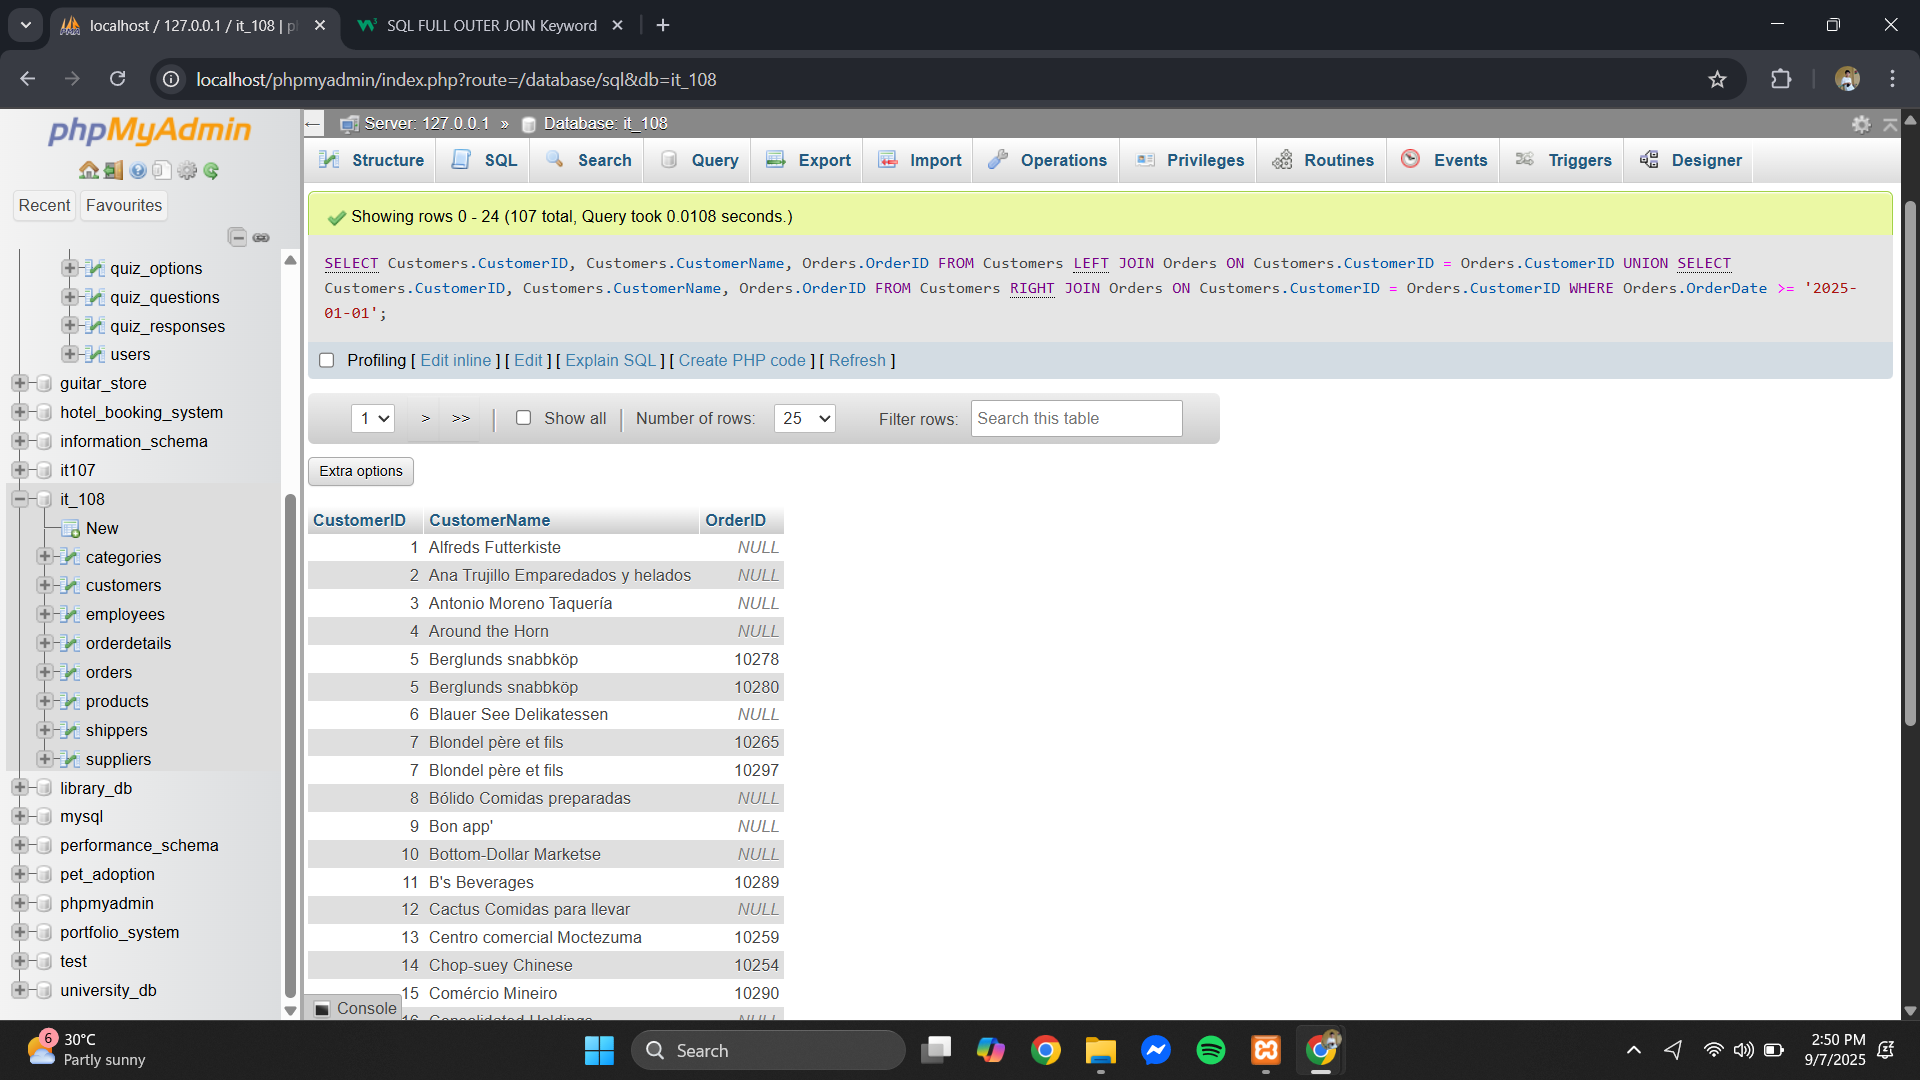 localhost / 127.0.0.1 / it_108 | p
SQL FULL OUTER JOIN Keyword
localhost/phpmyadmin/index.php?route=/database/sql&db=it_108
phpMyAdmin
Recent
Favourites
quiz_options
quiz_questions
quiz_responses
users
guitar_store
hotel_booking_system
information_schema
it107
it_108
New
categories
customers
employees
orderdetails
orders
products
shippers
suppliers
library_db
mysql
performance_schema
pet_adoption
phpmyadmin
portfolio_system
test
university_db
Server: 127.0.0.1 » Database: it_108
Structure SQL Search Query Export Import Operations Privileges Routines Events Triggers Designer
Showing rows 0 - 24 (107 total, Query took 0.0108 seconds.)
SELECT Customers.CustomerID, Customers.CustomerName, Orders.OrderID FROM Customers LEFT JOIN Orders ON Customers.CustomerID = Orders.CustomerID UNION SELECT
Customers.CustomerID, Customers.CustomerName, Orders.OrderID FROM Customers RIGHT JOIN Orders ON Customers.CustomerID = Orders.CustomerID WHERE Orders.OrderDate >= '2025-
01-01';
Profiling [ Edit inline ] [ Edit ] [ Explain SQL ] [ Create PHP code ] [ Refresh ]
1 > >> | Show all | Number of rows: 25 Filter rows: Search this table
Extra options
CustomerID CustomerName OrderID
1 Alfreds Futterkiste NULL
2 Ana Trujillo Emparedados y helados NULL
3 Antonio Moreno Taquería NULL
4 Around the Horn NULL
5 Berglunds snabbköp 10278
5 Berglunds snabbköp 10280
6 Blauer See Delikatessen NULL
7 Blondel père et fils 10265
7 Blondel père et fils 10297
8 Bólido Comidas preparadas NULL
9 Bon app' NULL
10 Bottom-Dollar Marketse NULL
11 B's Beverages 10289
12 Cactus Comidas para llevar NULL
13 Centro comercial Moctezuma 10259
14 Chop-suey Chinese 10254
15 Comércio Mineiro 10290
16 Consolidated Holdings NULL
Console
6
30°C
Partly sunny
Search
2:50 PM
9/7/2025